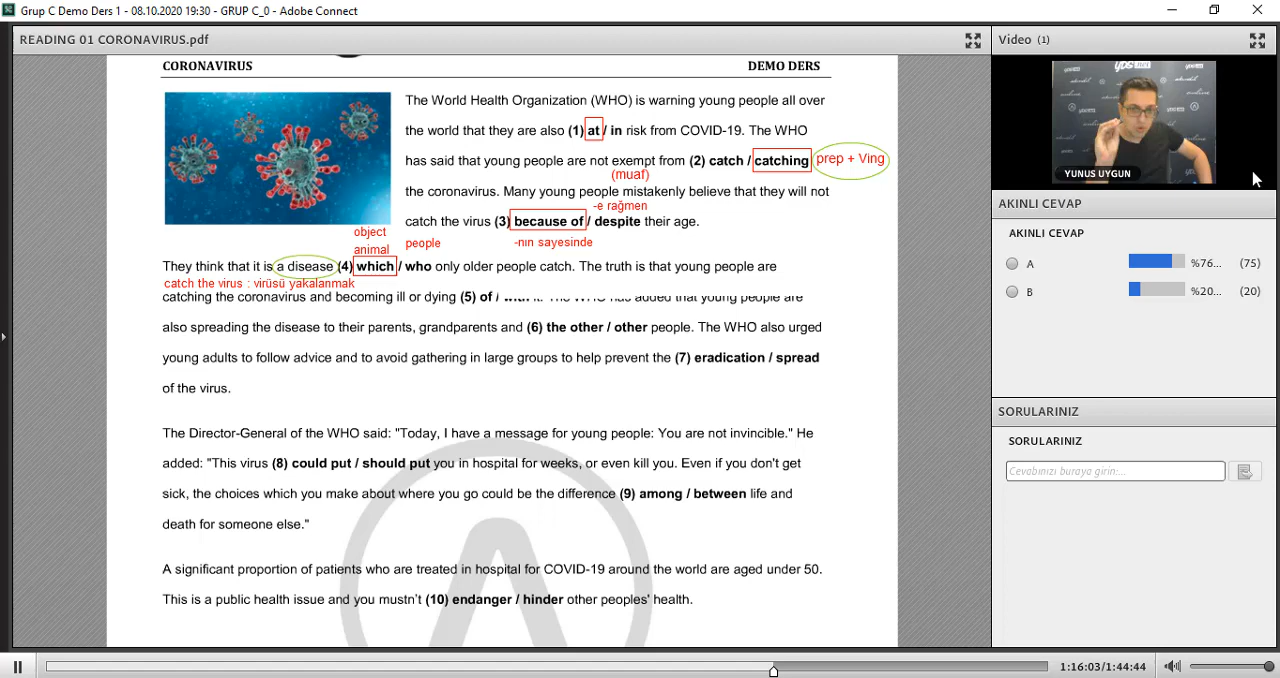 Grup C Demo Ders 1 - 08.10.2020 19:30 - GRUP C_0 - Adobe Connect
READING 01 CORONAVIRUS.pdf
CORONAVIRUS DEMO DERS
The World Health Organization (WHO) is warning young people all over
the world that they are also (1) at / in risk from COVID-19. The WHO
has said that young people are not exempt from (2) catch / catching prep + Ving
(muaf)
the coronavirus. Many young people mistakenly believe that they will not
-e rağmen
catch the virus (3) because of / despite their age.
object
animal
people
-nın sayesinde
They think that it is a disease (4) which / who only older people catch. The truth is that young people are
catch the virus : virüsü yakalanmak
catching the coronavirus and becoming ill or dying (5) of / with it. The WHO has added that young people are
also spreading the disease to their parents, grandparents and (6) the other / other people. The WHO also urged
young adults to follow advice and to avoid gathering in large groups to help prevent the (7) eradication / spread
of the virus.
The Director-General of the WHO said: "Today, I have a message for young people: You are not invincible." He
added: "This virus (8) could put / should put you in hospital for weeks, or even kill you. Even if you don't get
sick, the choices which you make about where you go could be the difference (9) among / between life and
death for someone else."
A significant proportion of patients who are treated in hospital for COVID-19 around the world are aged under 50.
This is a public health issue and you mustn't (10) endanger / hinder other peoples' health.
Video (1)
YUNUS UYGUN
AKINLI CEVAP
AKINLI CEVAP
A %76... (75)
B %20... (20)
SORULARINIZ
SORULARINIZ
Cevabınızı buraya girin:...
1:16:03/1:44:44